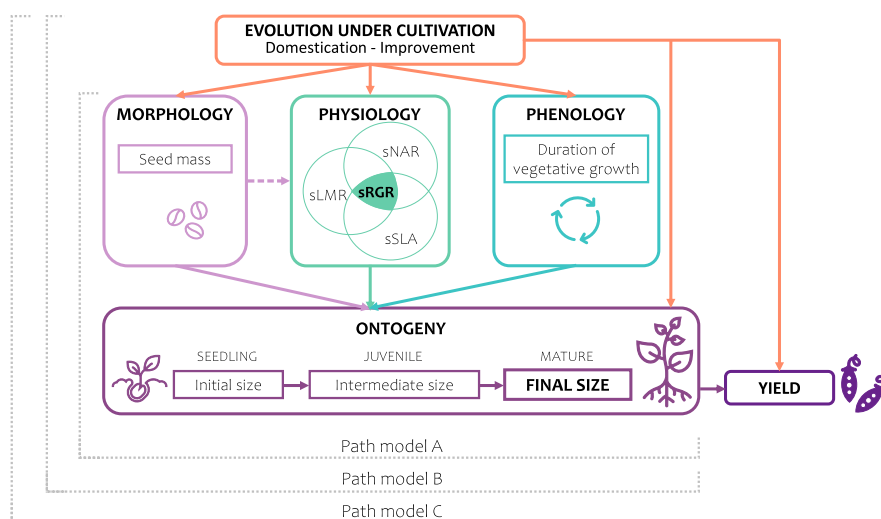 EVOLUTION UNDER CULTIVATION
Domestication - Improvement
MORPHOLOGY
Seed mass
PHYSIOLOGY
sNAR
sLMR
sRGR
sSLA
PHENOLOGY
Duration of
vegetative growth
ONTOGENY
SEEDLING
JUVENILE
MATURE
Initial size
Intermediate size
FINAL SIZE
YIELD
Path model A
Path model B
Path model C